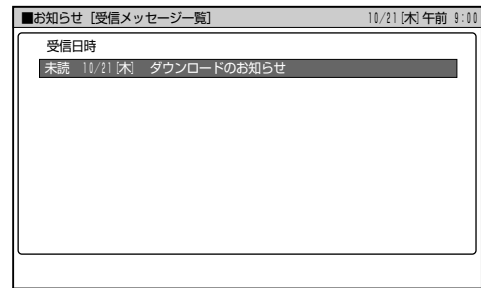 ■お知らせ［受信メッセージ一覧］ 10/21［木］午前 9:00
受信日時
未読 10/21［木］ ダウンロードのお知らせ